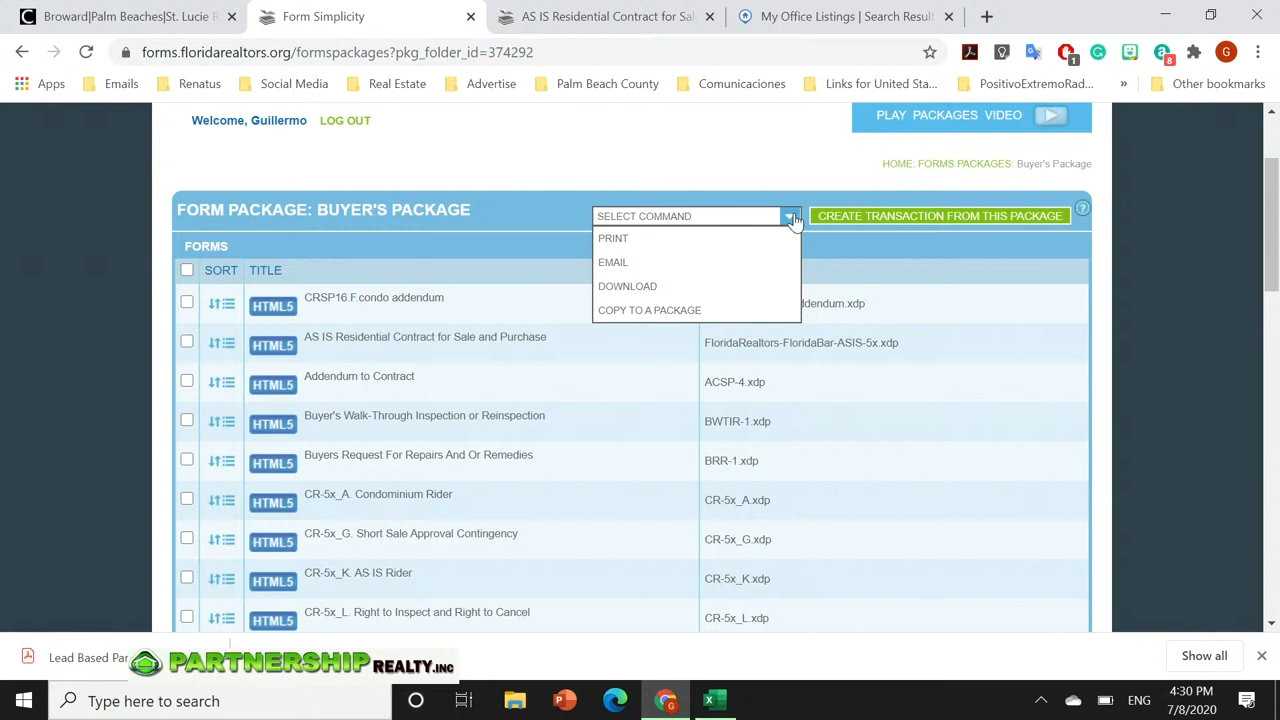 Broward|Palm Beaches|St. Lucie R
Form Simplicity
AS IS Residential Contract for Sal
My Office Listings | Search Result
forms.floridarealtors.org/formspackages?pkg_folder_id=374292
1
8
G
Apps
Emails
Renatus
Social Media
Real Estate
Advertise
Palm Beach County
Comunicaciones
Links for United Sta...
PositivoExtremoRad...
»
Other bookmarks
Welcome, Guillermo
LOG OUT
PLAY PACKAGES VIDEO
HOME: FORMS PACKAGES: Buyer's Package
FORM PACKAGE: BUYER'S PACKAGE
SELECT COMMAND
CREATE TRANSACTION FROM THIS PACKAGE
?
PRINT
EMAIL
DOWNLOAD
COPY TO A PACKAGE
FORMS
SORT
TITLE
HTML5
CRSP16.F.condo addendum
ddendum.xdp
HTML5
AS IS Residential Contract for Sale and Purchase
FloridaRealtors-FloridaBar-ASIS-5x.xdp
HTML5
Addendum to Contract
ACSP-4.xdp
HTML5
Buyer's Walk-Through Inspection or Reinspection
BWTIR-1.xdp
HTML5
Buyers Request For Repairs And Or Remedies
BRR-1.xdp
HTML5
CR-5x_A. Condominium Rider
CR-5x_A.xdp
HTML5
CR-5x_G. Short Sale Approval Contingency
CR-5x_G.xdp
HTML5
CR-5x_K. AS IS Rider
CR-5x_K.xdp
HTML5
CR-5x_L. Right to Inspect and Right to Cancel
CR-5x_L.xdp
Lead Based Pa
PARTNERSHIP REALTY.INC
Show all
Type here to search
ENG
4:30 PM
7/8/2020